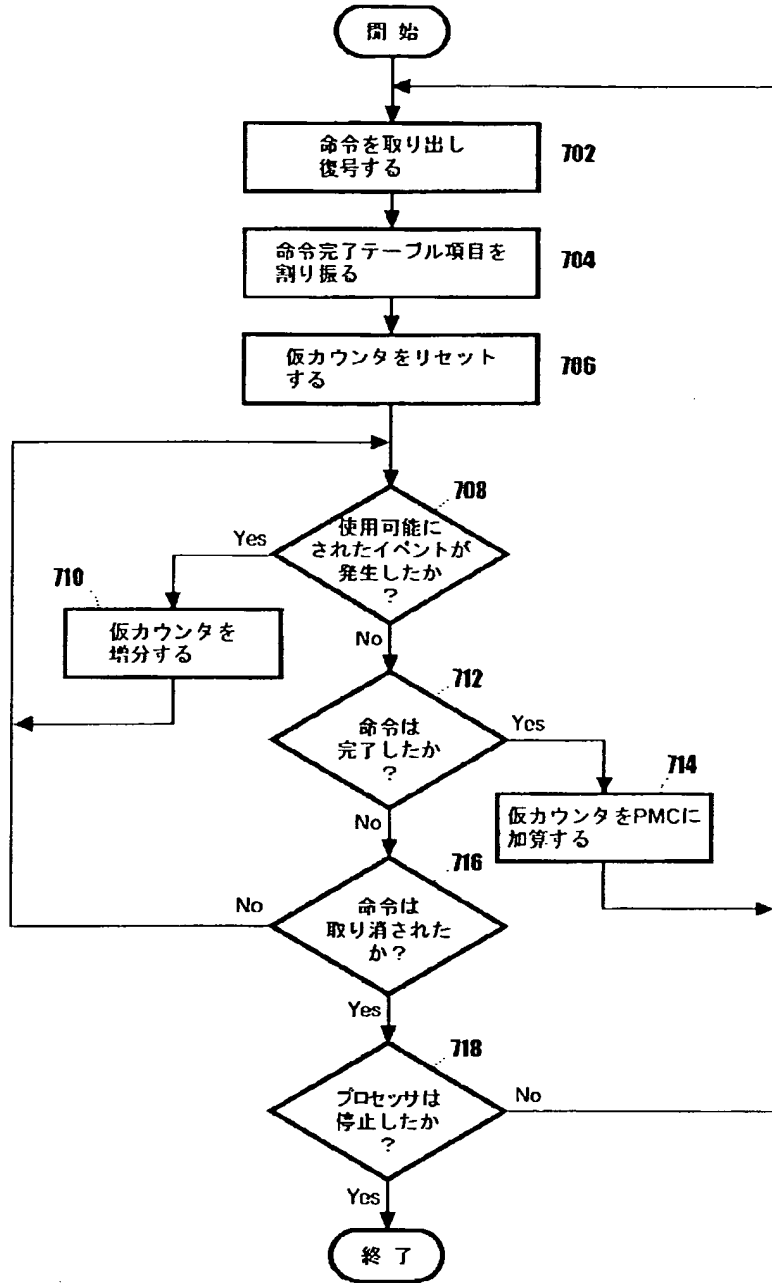 開 始
命令を取り出し
復号する
702
命令完了テーブル項目を
割り振る
704
仮カウンタをリセット
する
706
708
使用可能に
されたイベントが
発生したか
?
Yes
No
710
仮カウンタを
増分する
712
命令は
完了したか
?
Yes
No
714
仮カウンタをPMCに
加算する
716
命令は
取り消された
か?
No
Yes
718
プロセッサは
停止したか
?
No
Yes
終 了